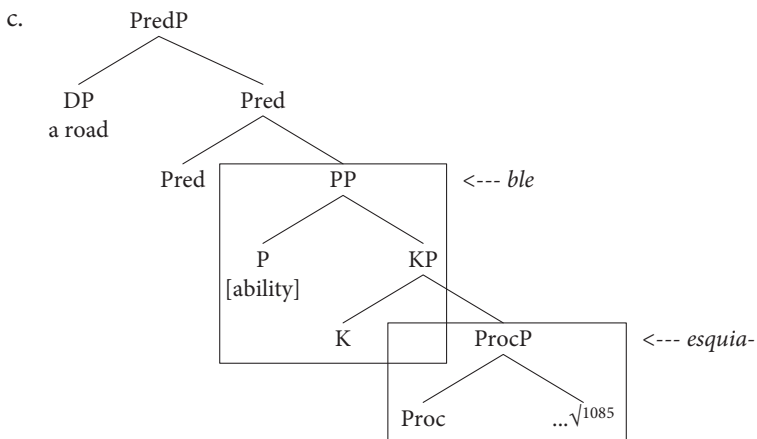 c. PredP
DP Pred
a road
Pred PP <--- ble
P KP
[ability]
K ProcP <--- esquia-
Proc ...√1085